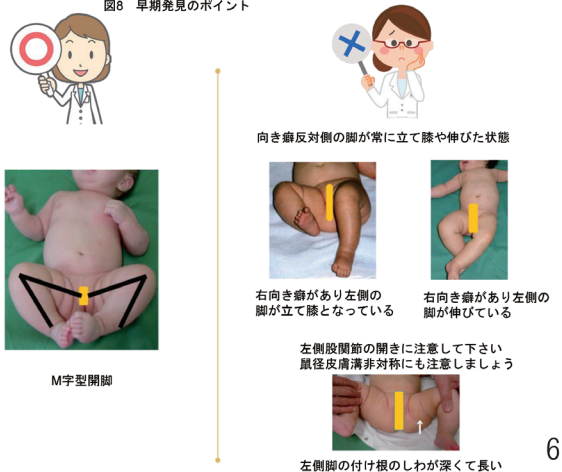 図8 早期発見のポイント
M字型開脚
向き癖反対側の脚が常に立て膝や伸びた状態
右向き癖があり左側の
脚が立て膝となっている
右向き癖があり左側の
脚が伸びている
左側股関節の開きに注意して下さい
鼠径皮膚溝非対称にも注意しましょう
左側脚の付け根のしわが深くて長い
6